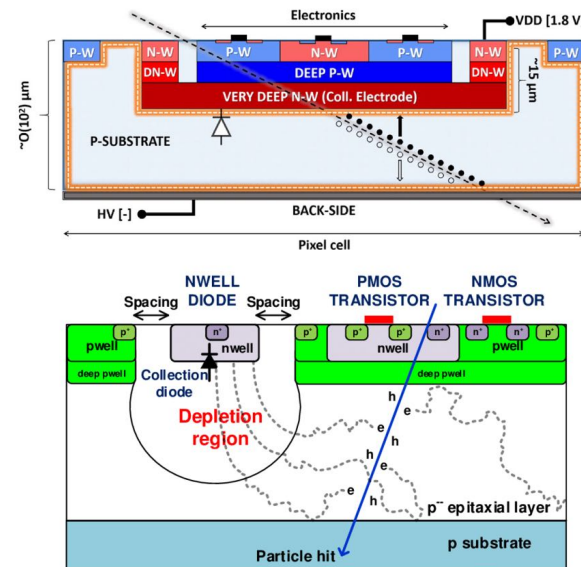 Electronics
VDD [1.8 V]
P-W N-W P-W N-W P-W N-W P-W
DN-W DEEP P-W DN-W
VERY DEEP N-W (Coll. Electrode)
~15 μm
~O(10²) μm
P-SUBSTRATE
HV [-]
BACK-SIDE
Pixel cell
NWELL
DIODE
PMOS
TRANSISTOR
NMOS
TRANSISTOR
Spacing Spacing
p⁺ n⁺ p⁺ p⁺ p⁺ n⁺ n⁺ n⁺ p⁺
pwell nwell nwell pwell
deep pwell deep pwell
Collection
diode
Depletion
region
h
e
h
e
h
e
h
e
e
h
p⁻⁻ epitaxial layer
p substrate
Particle hit